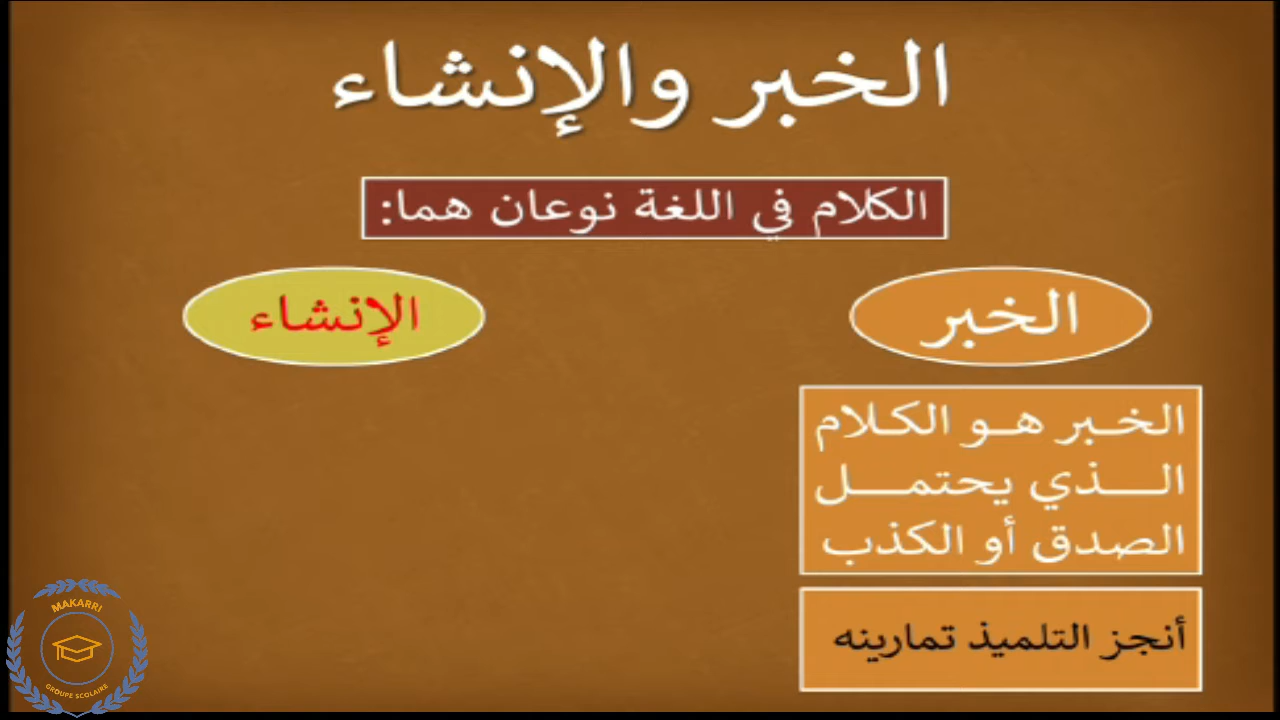 الخبر والإنشاء
الكلام في اللغة نوعان هما:
الخبر
الإنشاء
الخبر هو الكلام
الذي يحتمل
الصدق أو الكذب
أنجز التلميذ تمارينه
MAKARRI
GROUPE SCOLAIRE